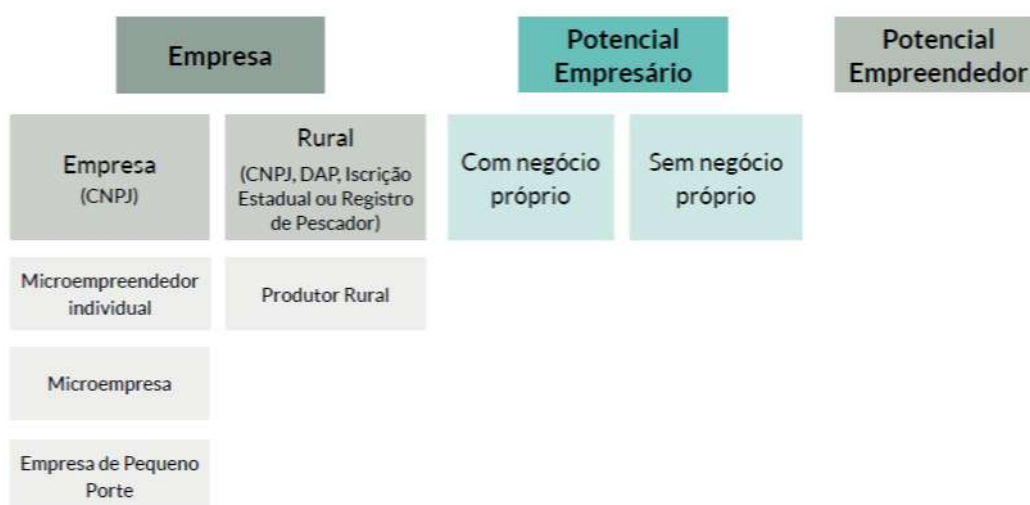 Empresa
Potencial
Empresário
Potencial
Empreendedor
Empresa
(CNPJ)
Rural
(CNPJ, DAP, Iscrição
Estadual ou Registro
de Pescador)
Com negócio
próprio
Sem negócio
próprio
Microempreendedor
individual
Produtor Rural
Microempresa
Empresa de Pequeno
Porte